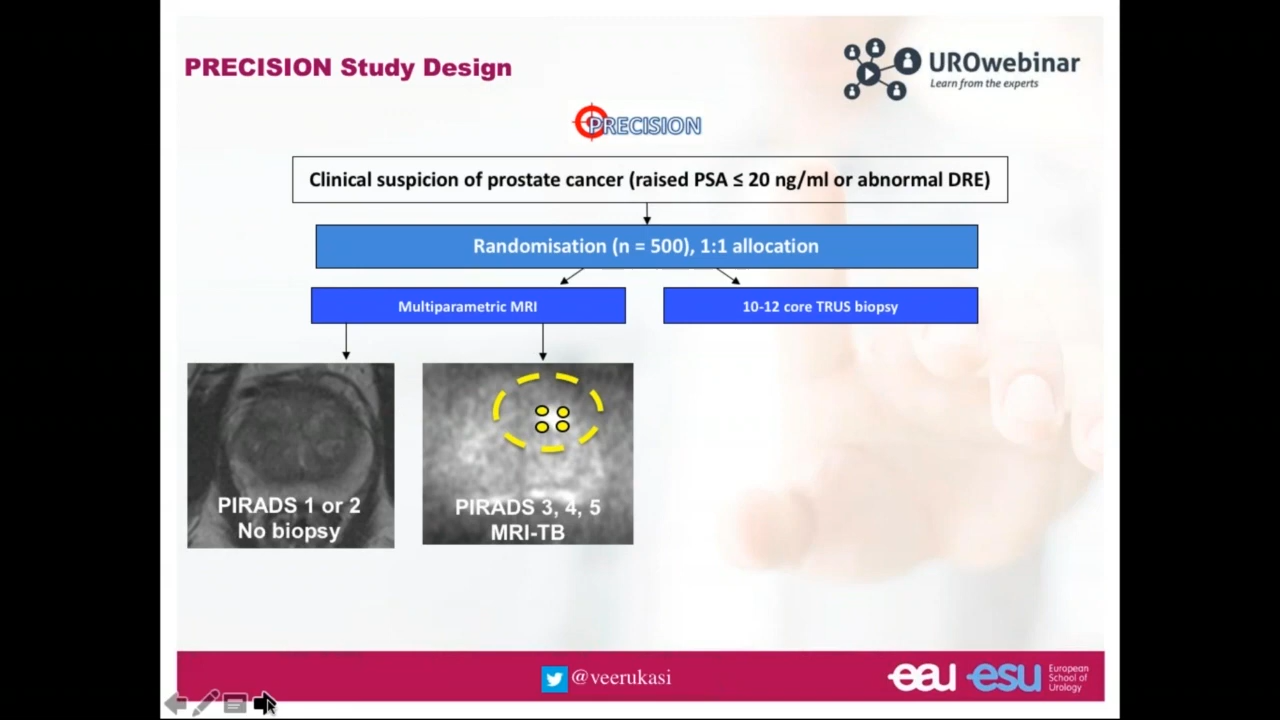 PRECISION Study Design
UROwebinar
Learn from the experts
PRECISION
Clinical suspicion of prostate cancer (raised PSA ≤ 20 ng/ml or abnormal DRE)
Randomisation (n = 500), 1:1 allocation
Multiparametric MRI
10-12 core TRUS biopsy
PIRADS 1 or 2
No biopsy
PIRADS 3, 4, 5
MRI-TB
@veerukasi
eau esu
European
School of
Urology